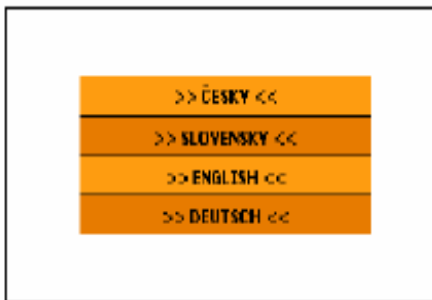 >> ČESKY <<
>> SLOVENSKY <<
>> ENGLISH <<
>> DEUTSCH <<